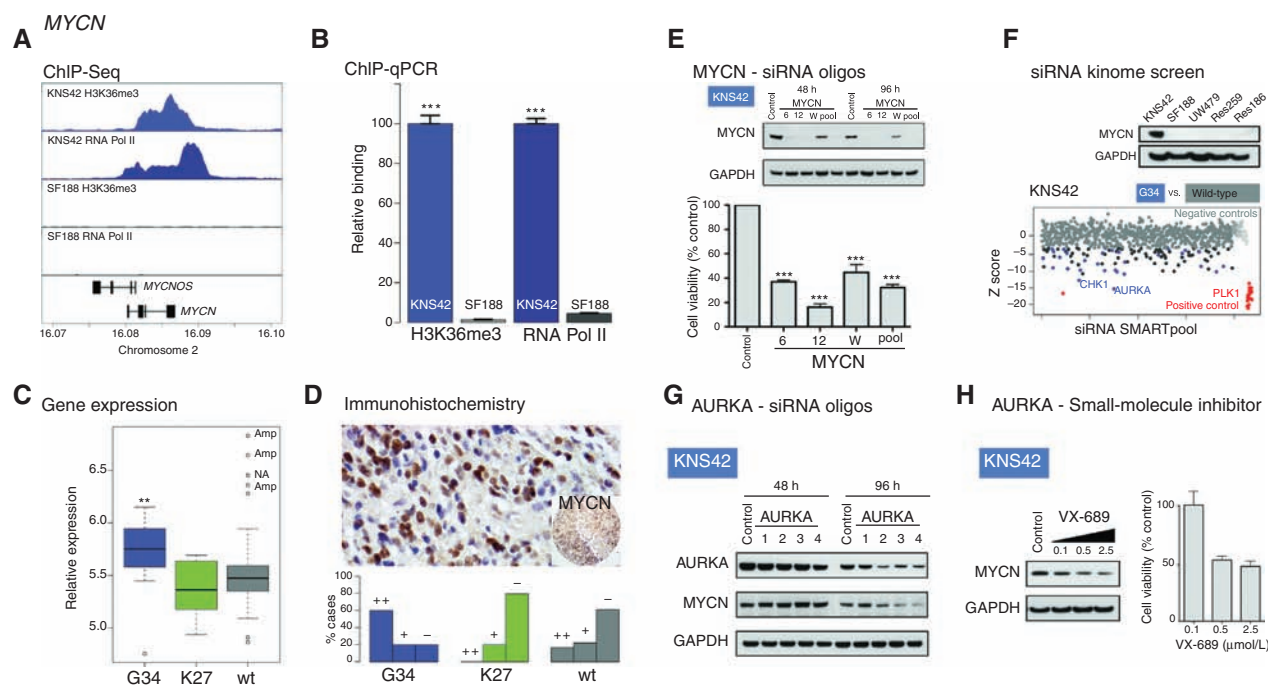 MYCN
A
ChIP-Seq
KNS42 H3K36me3
KNS42 RNA Pol II
SF188 H3K36me3
SF188 RNA Pol II
MYCNOS
MYCN
16.07 16.08 16.09 16.10
Chromosome 2
B
ChIP-qPCR
*** ***
100
80
60
40
20
0
Relative binding
KNS42 SF188 KNS42 SF188
H3K36me3 RNA Pol II
E
MYCN - siRNA oligos
KNS42
48 h 96 h
Control MYCN Control MYCN
6 12 W pool 6 12 W pool
MYCN
GAPDH
Cell viability (% control)
100
80
60
40
20
0
*** *** *** ***
Control 6 12 W pool
MYCN
F
siRNA kinome screen
KNS42 SF188 UW479 Res259 Res186
MYCN
GAPDH
KNS42 G34 vs. Wild-type
Negative controls
Z score
0
−5
−10
−15
−20
CHK1 AURKA
PLK1
Positive control
siRNA SMARTpool
C
Gene expression
Relative expression
6.5
6.0
5.5
5.0
**
Amp
Amp
NA
Amp
G34 K27 wt
D
Immunohistochemistry
MYCN
% cases
100
80
60
40
20
0
++ + −
++ + −
++ + −
G34 K27 wt
G
AURKA - siRNA oligos
KNS42
48 h 96 h
Control AURKA Control AURKA
1 2 3 4 1 2 3 4
AURKA
MYCN
GAPDH
H
AURKA - Small-molecule inhibitor
KNS42
Control VX-689
0.1 0.5 2.5
MYCN
GAPDH
Cell viability (% control)
100
50
0
0.1 0.5 2.5
VX-689 (μmol/L)